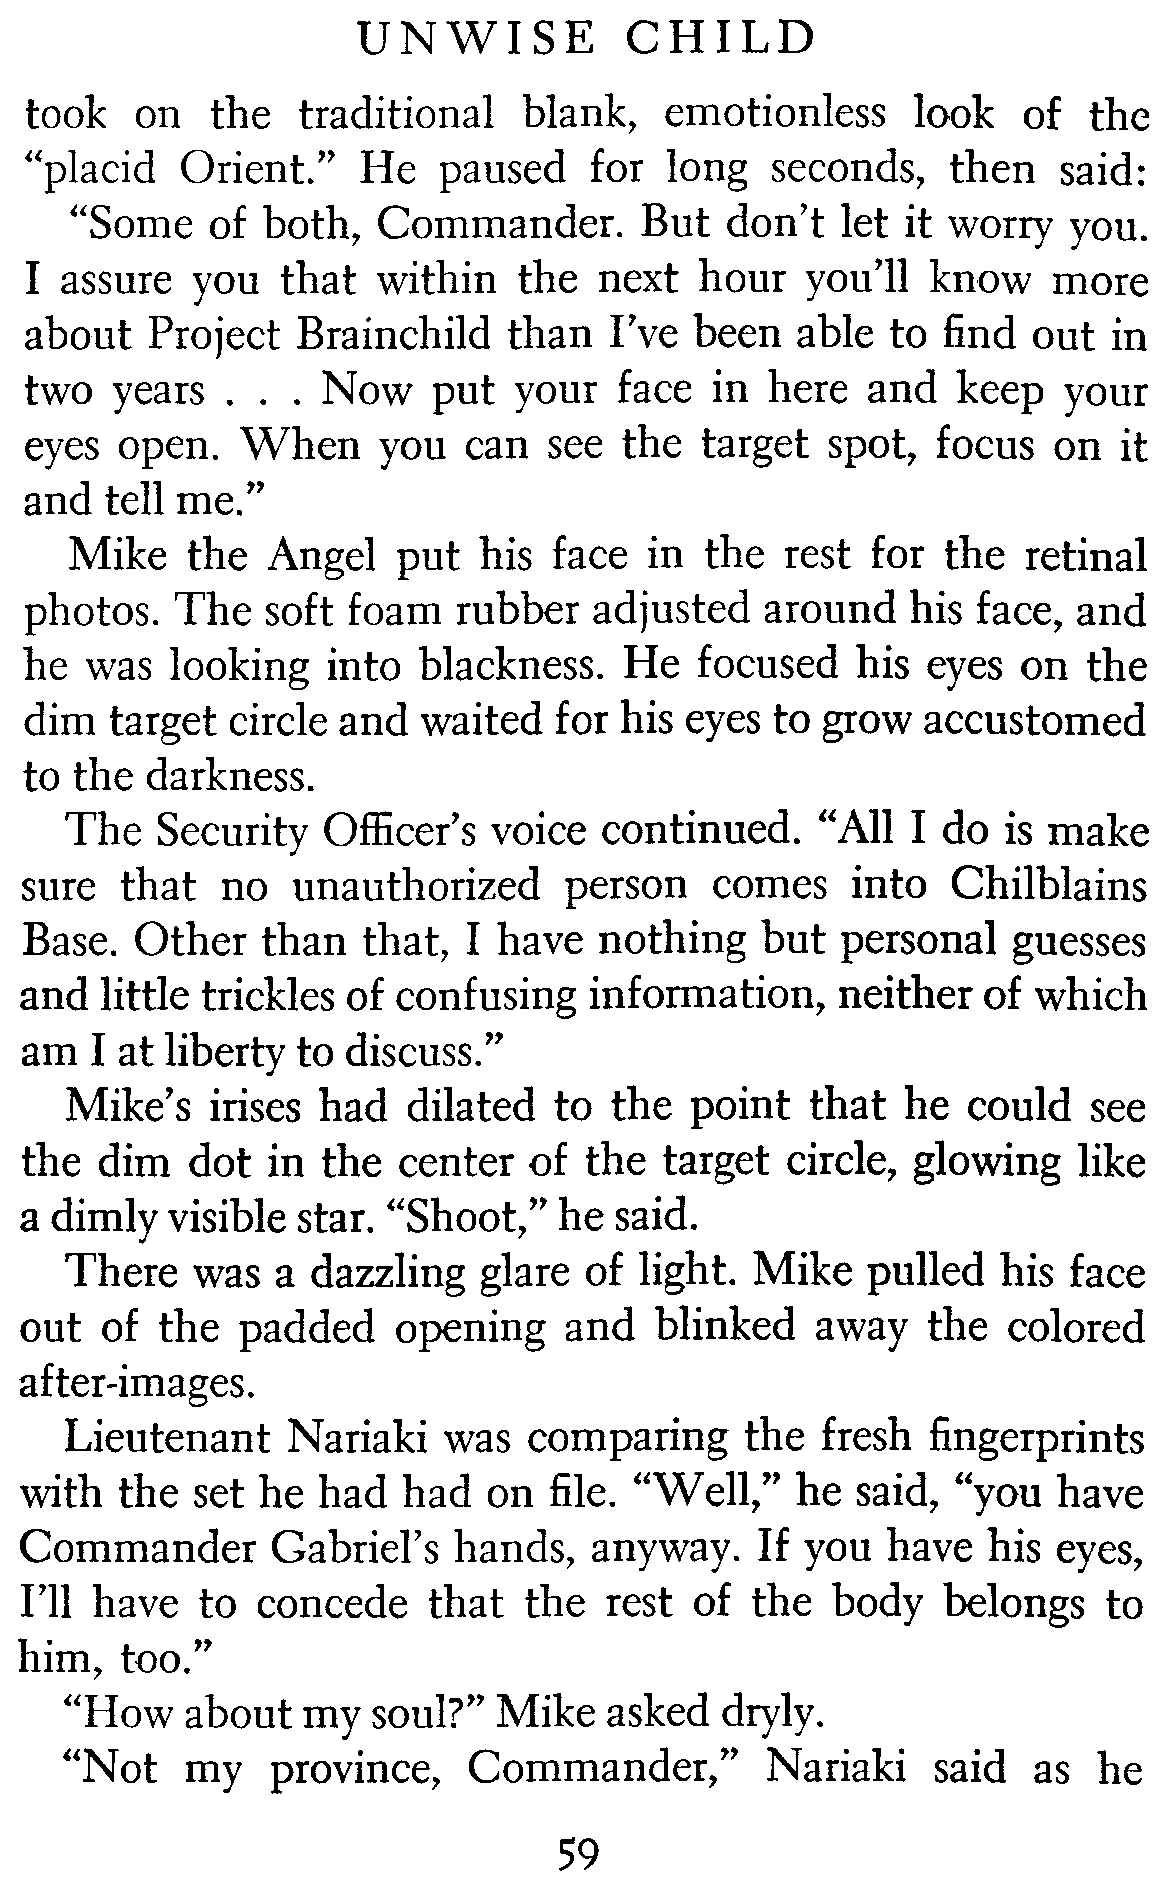 UNWISE CHILD
took on the traditional blank, emotionless look of the
“placid Orient.” He paused for long seconds, then said:
“Some of both, Commander. But don’t let it worry you.
I assure you that within the next hour you’ll know more
about Project Brainchild than I’ve been able to find out in
two years . . . Now put your face in here and keep your
eyes open. When you can see the target spot, focus on it
and tell me.”
Mike the Angel put his face in the rest for the retinal
photos. The soft foam rubber adjusted around his face, and
he was looking into blackness. He focused his eyes on the
dim target circle and waited for his eyes to grow accustomed
to the darkness.
The Security Officer’s voice continued. “All I do is make
sure that no unauthorized person comes into Chilblains
Base. Other than that, I have nothing but personal guesses
and little trickles of confusing information, neither of which
am I at liberty to discuss.”
Mike’s irises had dilated to the point that he could see
the dim dot in the center of the target circle, glowing like
a dimly visible star. “Shoot,” he said.
There was a dazzling glare of light. Mike pulled his face
out of the padded opening and blinked away the colored
after-images.
Lieutenant Nariaki was comparing the fresh fingerprints
with the set he had had on file. “Well,” he said, “you have
Commander Gabriel’s hands, anyway. If you have his eyes,
I’ll have to concede that the rest of the body belongs to
him, too.”
“How about my soul?” Mike asked dryly.
“Not my province, Commander,” Nariaki said as he
59